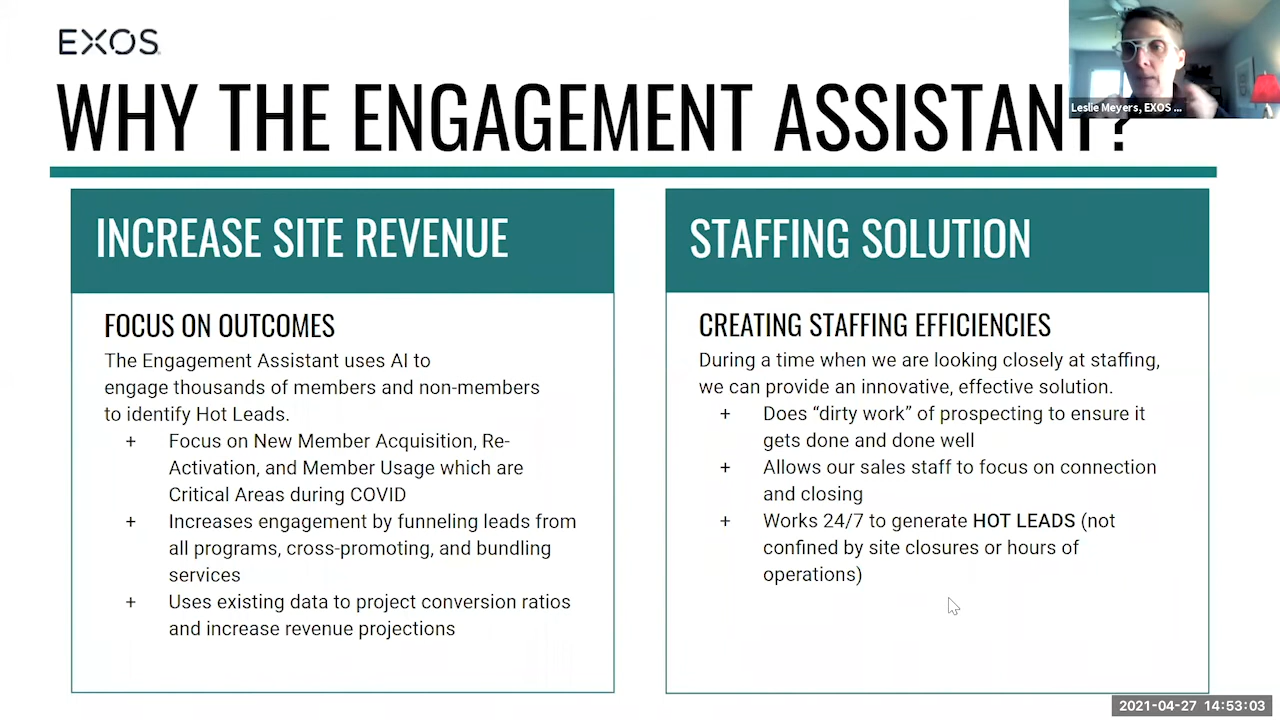 EXOS
WHY THE ENGAGEMENT ASSISTANT?
Leslie Meyers, EXOS ...
INCREASE SITE REVENUE
FOCUS ON OUTCOMES
The Engagement Assistant uses AI to
engage thousands of members and non-members
to identify Hot Leads.
+ Focus on New Member Acquisition, Re-
Activation, and Member Usage which are
Critical Areas during COVID
+ Increases engagement by funneling leads from
all programs, cross-promoting, and bundling
services
+ Uses existing data to project conversion ratios
and increase revenue projections
STAFFING SOLUTION
CREATING STAFFING EFFICIENCIES
During a time when we are looking closely at staffing,
we can provide an innovative, effective solution.
+ Does “dirty work” of prospecting to ensure it
gets done and done well
+ Allows our sales staff to focus on connection
and closing
+ Works 24/7 to generate HOT LEADS (not
confined by site closures or hours of
operations)
2021-04-27 14:53:03